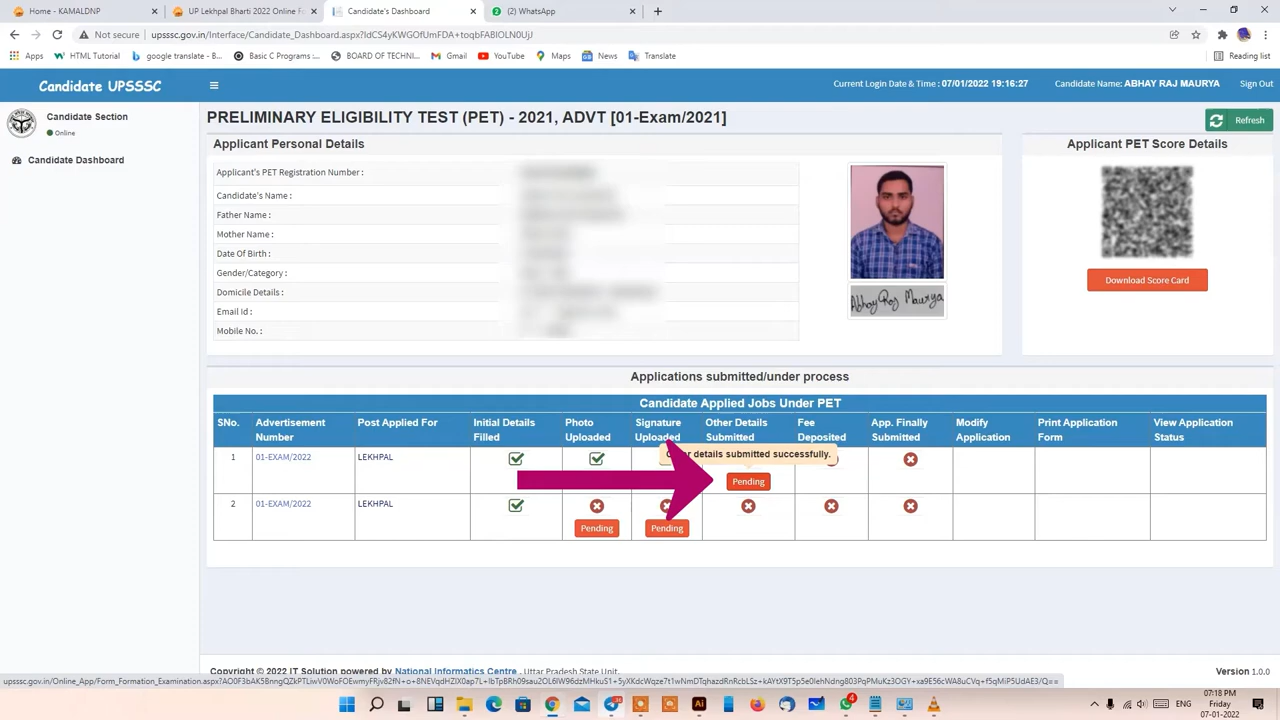 Home - KAMALDNP
UP Lekhpal Bharti 2022 Online F
Candidate's Dashboard
(2) WhatsApp
Not secure
upsssc.gov.in/Interface/Candidate_Dashboard.aspx?IdCS4yKWGOfUmFDA+toqbFABIOLN0UjJ
Apps
HTML Tutorial
google translate - B...
Basic C Programs :...
BOARD OF TECHNI...
Gmail
YouTube
Maps
News
Translate
Reading list
Candidate UPSSSC
Current Login Date & Time : 07/01/2022 19:16:27
Candidate Name: ABHAY RAJ MAURYA
Sign Out
Candidate Section
Online
Candidate Dashboard
PRELIMINARY ELIGIBILITY TEST (PET) - 2021, ADVT [01-Exam/2021]
Refresh
Applicant Personal Details
Applicant PET Score Details
Applicant's PET Registration Number :
Candidate's Name :
Father Name :
Mother Name :
Date Of Birth :
Gender/Category :
Domicile Details :
Email Id :
Mobile No. :
Abhay Raj Maurya
Download Score Card
Applications submitted/under process
Candidate Applied Jobs Under PET
SNo. Advertisement Number Post Applied For Initial Details Filled Photo Uploaded Signature Uploaded Other Details Submitted Fee Deposited App. Finally Submitted Modify Application Print Application Form View Application Status
1 01-EXAM/2022 LEKHPAL
details submitted successfully.
Pending
2 01-EXAM/2022 LEKHPAL
Pending Pending
Copyright © 2022 IT Solution powered by National Informatics Centre , Uttar Pradesh State Unit
Version 1.0.0
4
ENG
07:18 PM
Friday
07-01-2022